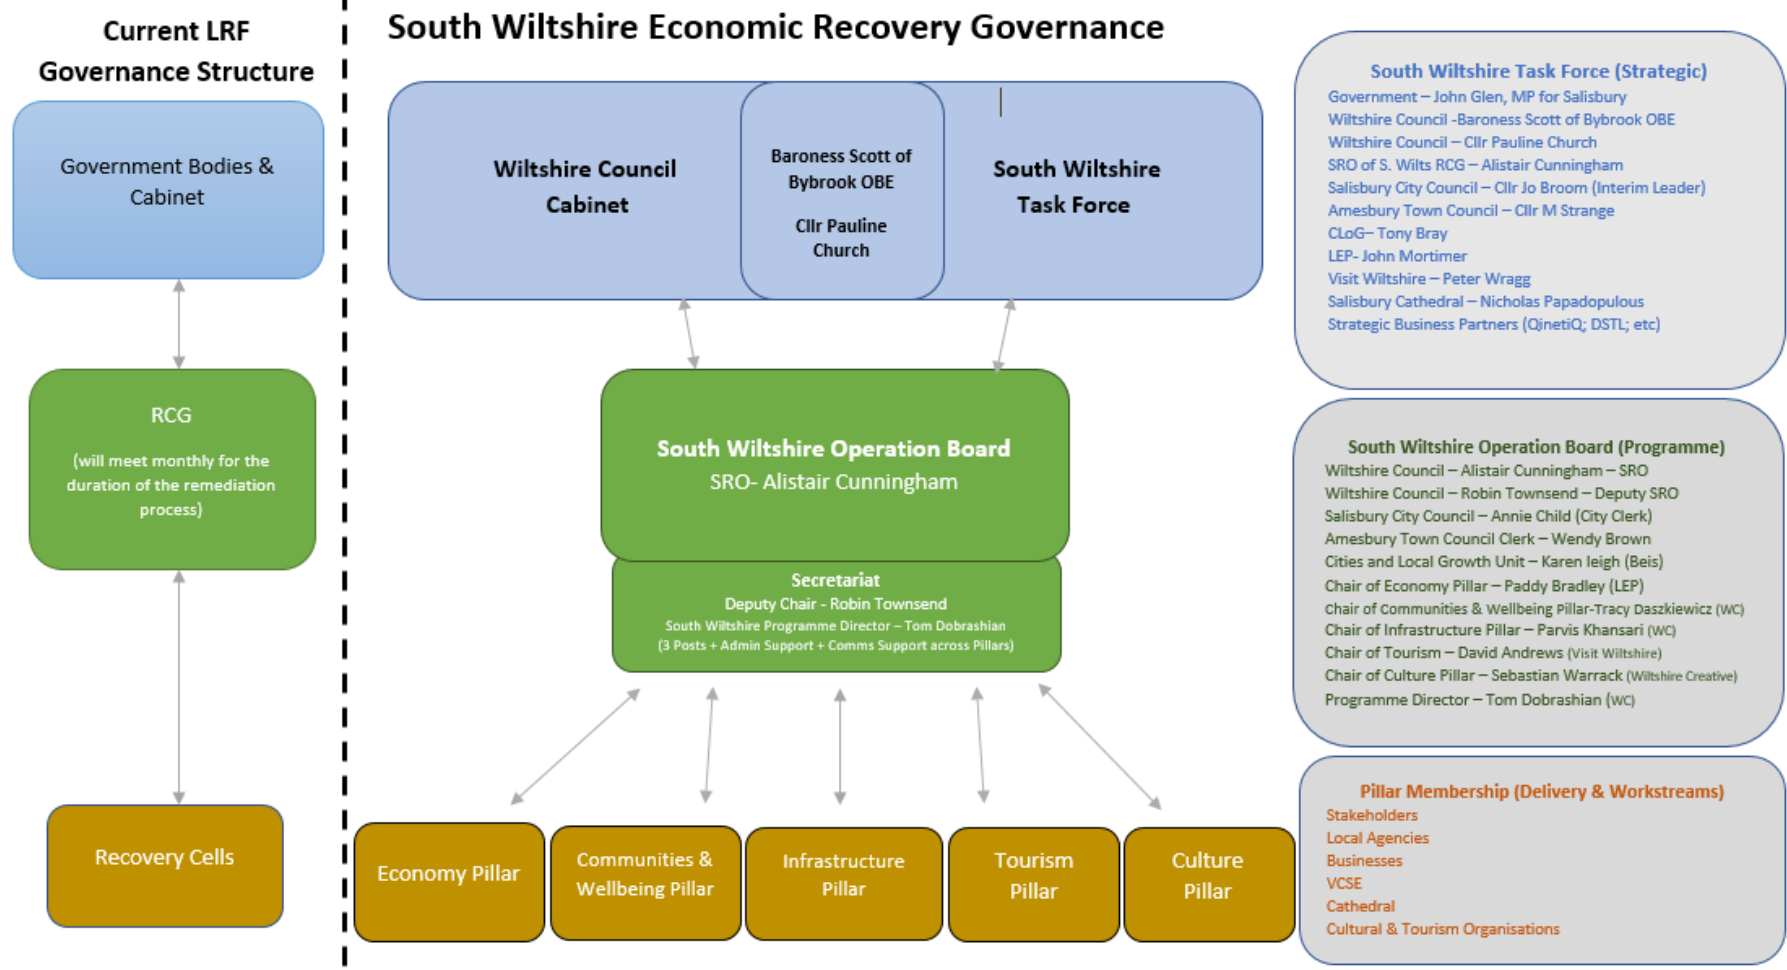 Current LRF
Governance Structure
Government Bodies &
Cabinet
RCG
(will meet monthly for the
duration of the remediation
process)
Recovery Cells
South Wiltshire Economic Recovery Governance
Wiltshire Council
Cabinet
Baroness Scott of
Bybrook OBE
Cllr Pauline
Church
South Wiltshire
Task Force
South Wiltshire Operation Board
SRO- Alistair Cunningham
Secretariat
Deputy Chair - Robin Townsend
South Wiltshire Programme Director – Tom Dobrashian
(3 Posts + Admin Support + Comms Support across Pillars)
Economy Pillar
Communities &
Wellbeing Pillar
Infrastructure
Pillar
Tourism
Pillar
Culture
Pillar
South Wiltshire Task Force (Strategic)
Government – John Glen, MP for Salisbury
Wiltshire Council -Baroness Scott of Bybrook OBE
Wiltshire Council – Cllr Pauline Church
SRO of S. Wilts RCG – Alistair Cunningham
Salisbury City Council – Cllr Jo Broom (Interim Leader)
Amesbury Town Council – Cllr M Strange
CLoG– Tony Bray
LEP- John Mortimer
Visit Wiltshire – Peter Wragg
Salisbury Cathedral – Nicholas Papadopulous
Strategic Business Partners (QinetiQ; DSTL; etc)
South Wiltshire Operation Board (Programme)
Wiltshire Council – Alistair Cunningham – SRO
Wiltshire Council – Robin Townsend – Deputy SRO
Salisbury City Council – Annie Child (City Clerk)
Amesbury Town Council Clerk – Wendy Brown
Cities and Local Growth Unit – Karen leigh (Beis)
Chair of Economy Pillar – Paddy Bradley (LEP)
Chair of Communities & Wellbeing Pillar-Tracy Daszkiewicz (WC)
Chair of Infrastructure Pillar – Parvis Khansari (WC)
Chair of Tourism – David Andrews (Visit Wiltshire)
Chair of Culture Pillar – Sebastian Warrack (Wiltshire Creative)
Programme Director – Tom Dobrashian (WC)
Pillar Membership (Delivery & Workstreams)
Stakeholders
Local Agencies
Businesses
VCSE
Cathedral
Cultural & Tourism Organisations